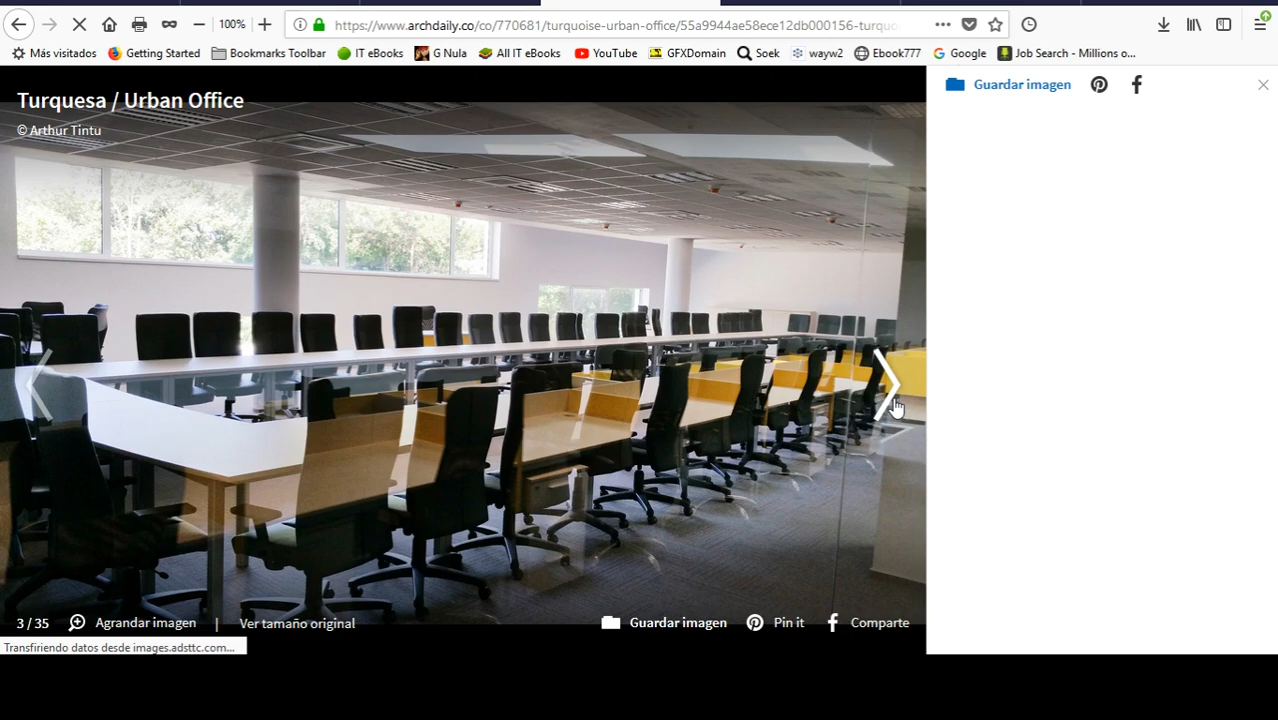 100%
https://www.archdaily.co/co/770681/turquoise-urban-office/55a9944ae58ece12db000156-turquo
Más visitados
Getting Started
Bookmarks Toolbar
IT eBooks
G Nula
All IT eBooks
YouTube
GFXDomain
Soek
wayw2
Ebook777
Google
Job Search - Millions o...
Turquesa / Urban Office
© Arthur Tintu
Guardar imagen
3 / 35
Agrandar imagen
|
Ver tamaño original
Guardar imagen
Pin it
Comparte
Transfiriendo datos desde images.adsttc.com...